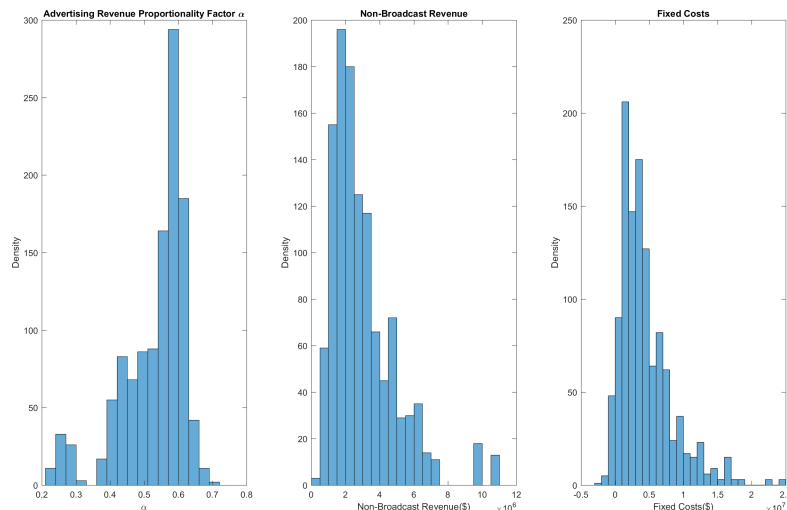 Advertising Revenue Proportionality Factor α
300
250
200
150
100
50
0
Density
0.2 0.3 0.4 0.5 0.6 0.7 0.8
α
Non-Broadcast Revenue
200
180
160
140
120
100
80
60
40
20
0
Density
0 2 4 6 8 10 12
Non-Broadcast Revenue($)
×10⁶
Fixed Costs
250
200
150
100
50
0
Density
-0.5 0 0.5 1 1.5 2 2.5
Fixed Costs($)
×10⁷